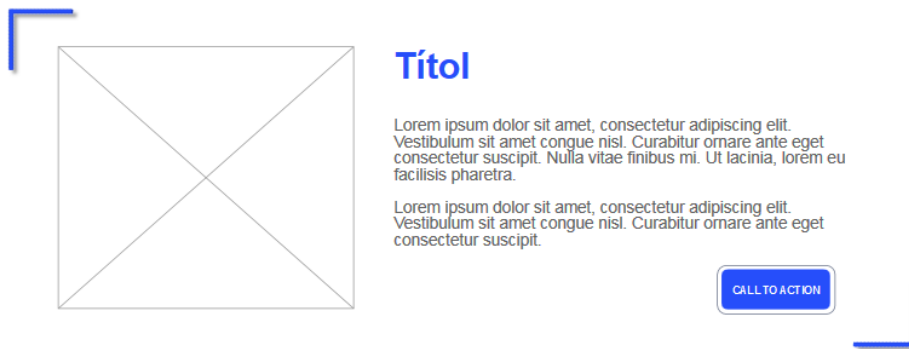 Títol
Lorem ipsum dolor sit amet, consectetur adipiscing elit.
Vestibulum sit amet congue nisl. Curabitur ornare ante eget
consectetur suscipit. Nulla vitae finibus mi. Ut lacinia, lorem eu
facilisis pharetra.
Lorem ipsum dolor sit amet, consectetur adipiscing elit.
Vestibulum sit amet congue nisl. Curabitur ornare ante eget
consectetur suscipit.
CALL TO ACTION